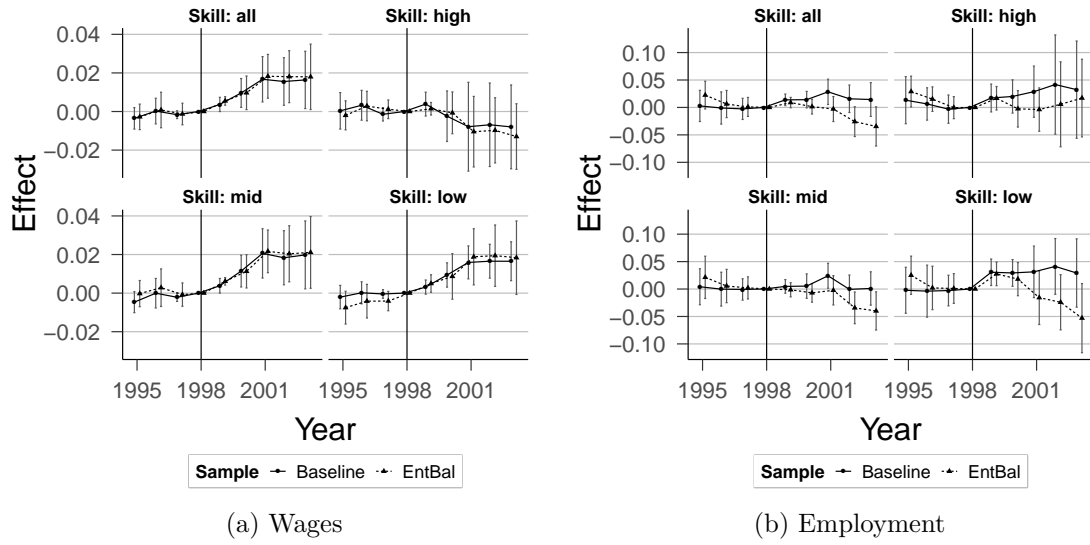 Skill: all
Skill: high
0.04
0.02
0.00
−0.02
Skill: mid
Skill: low
0.04
0.02
0.00
−0.02
Effect
1995
1998
2001
1995
1998
2001
Year
Sample Baseline EntBal
(a) Wages
Skill: all
Skill: high
0.10
0.05
0.00
−0.05
−0.10
Skill: mid
Skill: low
0.10
0.05
0.00
−0.05
−0.10
Effect
1995
1998
2001
1995
1998
2001
Year
Sample Baseline EntBal
(b) Employment